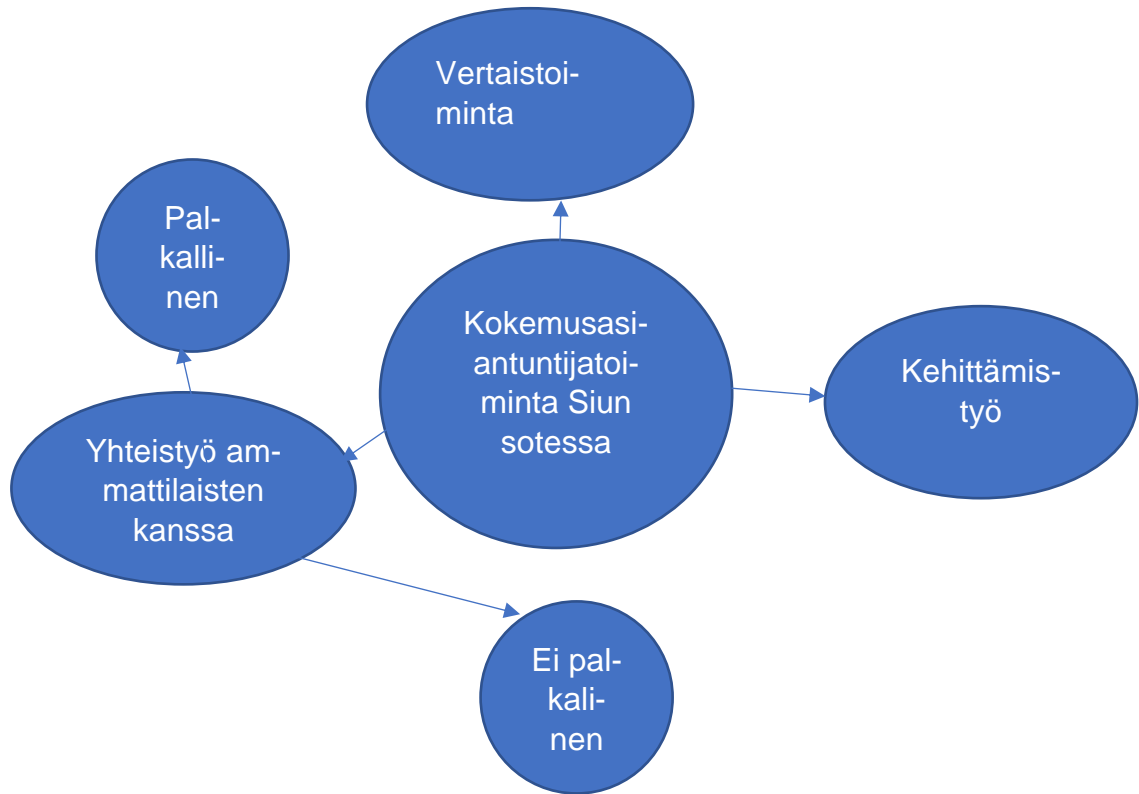 Vertaistoi-
minta
Pal-
kalli-
nen
Kokemusasi-
antuntijatoi-
minta Siun
sotessa
Kehittämis-
työ
Yhteistyö am-
mattilaisten
kanssa
Ei pal-
kali-
nen